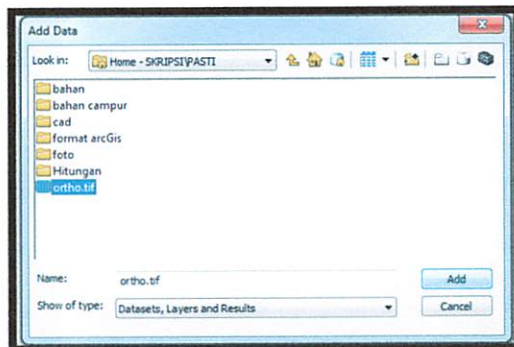 Add Data
Look in: Home - SKRIPSI\PASTI
bahan
bahan campur
cad
format arcGis
foto
Hitungan
ortho.tif
Name: ortho.tif Add
Show of type: Datasets, Layers and Results Cancel